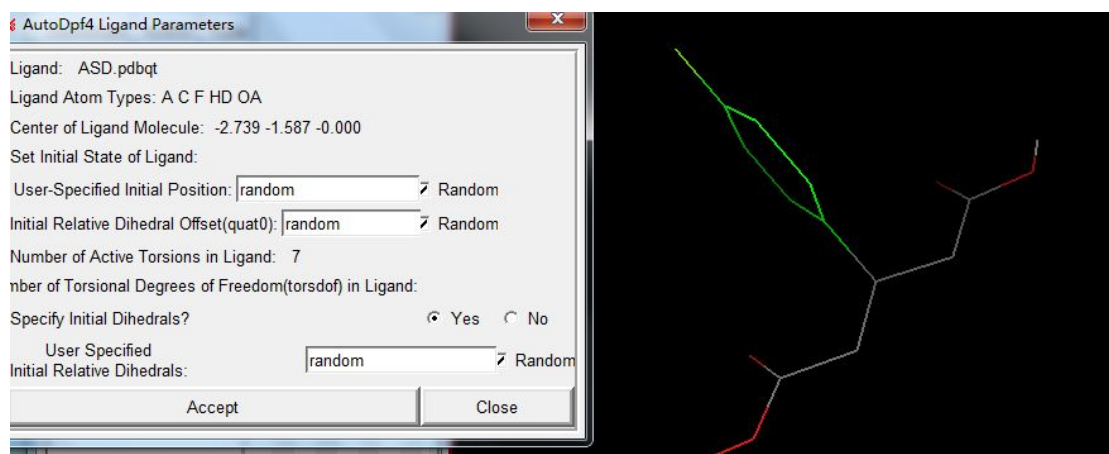 AutoDpf4 Ligand Parameters
Ligand: ASD.pdbqt
Ligand Atom Types: A C F HD OA
Center of Ligand Molecule: -2.739 -1.587 -0.000
Set Initial State of Ligand:
User-Specified Initial Position: random Random
Initial Relative Dihedral Offset(quat0): random Random
Number of Active Torsions in Ligand: 7
mber of Torsional Degrees of Freedom(torsdof) in Ligand:
Specify Initial Dihedrals? Yes No
User Specified
Initial Relative Dihedrals: random Random
Accept Close